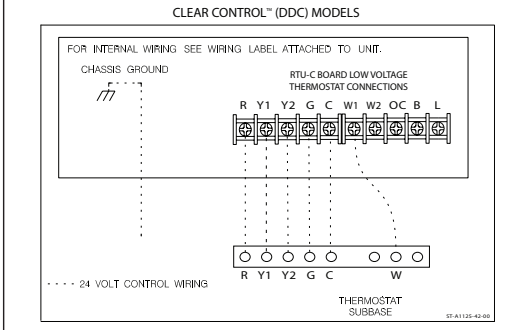 CLEAR CONTROL™ (DDC) MODELS
FOR INTERNAL WIRING SEE WIRING LABEL ATTACHED TO UNIT.
CHASSIS GROUND
RTU-C BOARD LOW VOLTAGE
THERMOSTAT CONNECTIONS
R Y1 Y2 G C W1 W2 OC B L
R Y1 Y2 G C W
---- 24 VOLT CONTROL WIRING
THERMOSTAT
SUBBASE
ST-A1125-42-00